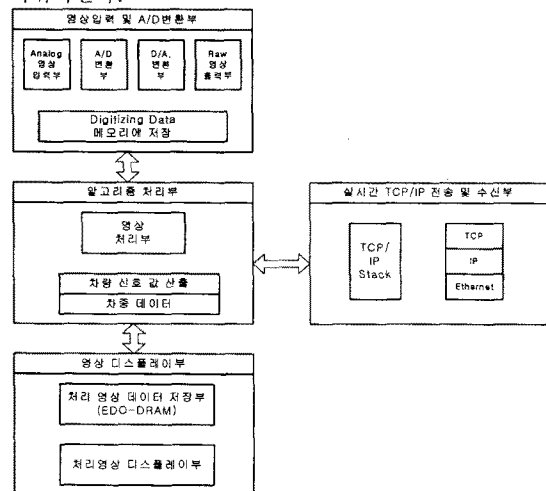 영상입력 및 A/D변환부
Analog
영상
입력부
A/D
변환
부
D/A.
변환
부
Raw
영상
출력부
Digitizing Data
메모리에 저장
알고리즘 처리부
영상
처리부
차량 신호 값 산출
차종 데이터
실시간 TCP/IP 전송 및 수신부
TCP/
IP
Stack
TCP
IP
Ethernet
영상 디스플레이부
처리 영상 데이터 저장부
(EDO-DRAM)
처리영상 디스플레이부